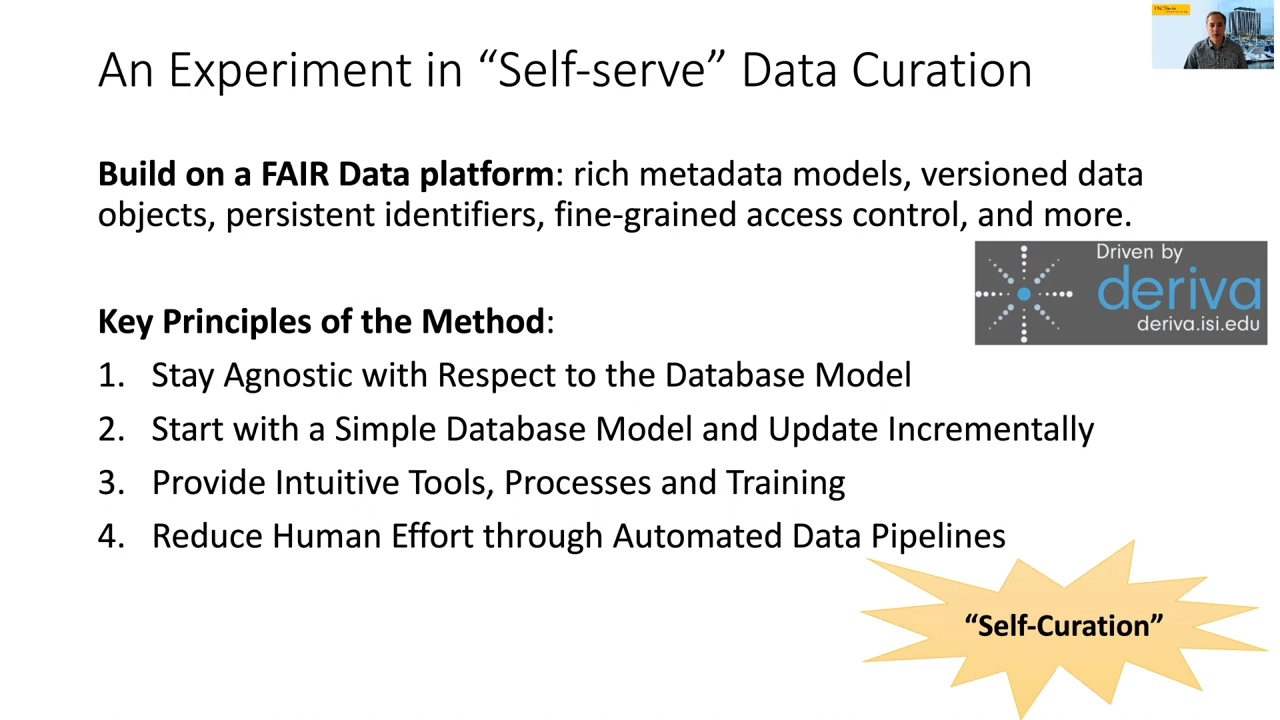 An Experiment in “Self-serve” Data Curation
Build on a FAIR Data platform: rich metadata models, versioned data
objects, persistent identifiers, fine-grained access control, and more.
Driven by
deriva
deriva.isi.edu
Key Principles of the Method:
1. Stay Agnostic with Respect to the Database Model
2. Start with a Simple Database Model and Update Incrementally
3. Provide Intuitive Tools, Processes and Training
4. Reduce Human Effort through Automated Data Pipelines
“Self-Curation”